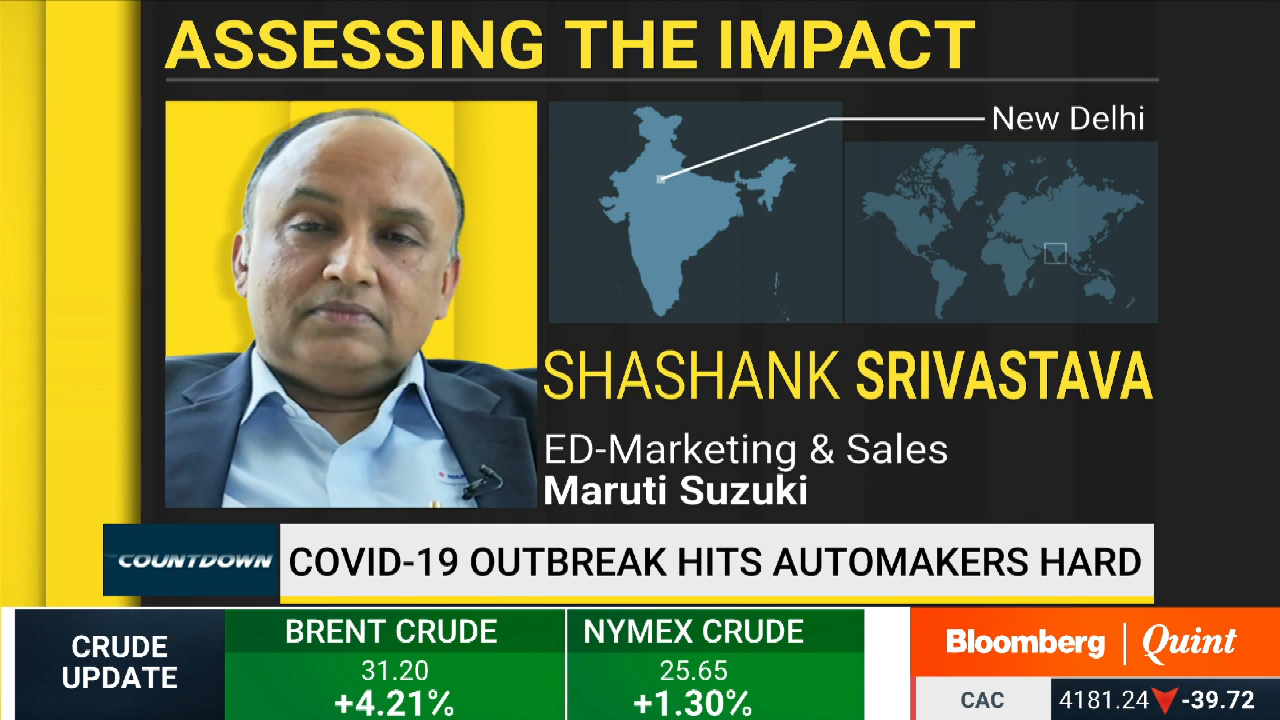 ASSESSING THE IMPACT
New Delhi
SHASHANK SRIVASTAVA
ED-Marketing & Sales
Maruti Suzuki
COUNTDOWN
COVID-19 OUTBREAK HITS AUTOMAKERS HARD
CRUDE
UPDATE
BRENT CRUDE
31.20
+4.21%
NYMEX CRUDE
25.65
+1.30%
Bloomberg | Quint
CAC 4181.24 -39.72